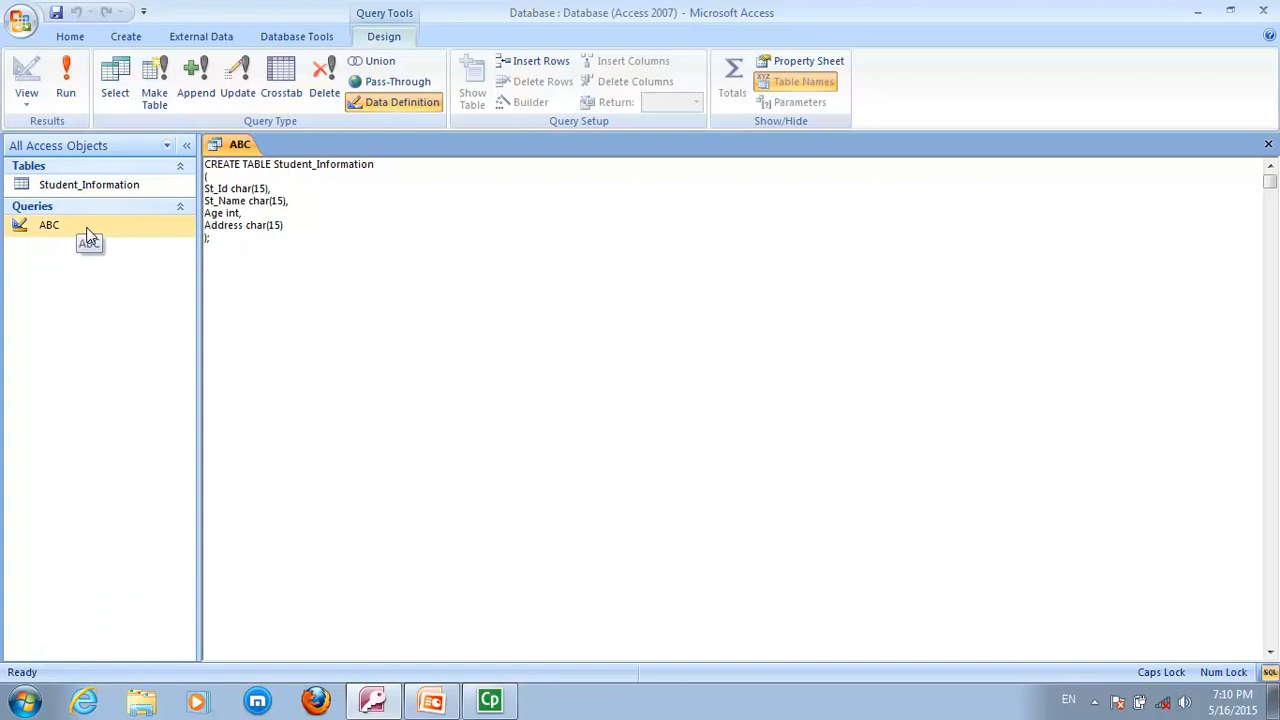 Query Tools
Database : Database (Access 2007) - Microsoft Access
Home Create External Data Database Tools Design
View
Run
Results
Select
Make Table
Append
Update
Crosstab
Delete
Union
Pass-Through
Data Definition
Query Type
Show Table
Insert Rows
Delete Rows
Builder
Insert Columns
Delete Columns
Return:
Query Setup
Totals
Property Sheet
Table Names
Parameters
Show/Hide
All Access Objects
Tables
Student_Information
Queries
ABC
ABC
ABC
CREATE TABLE Student_Information
(
St_Id char(15),
St_Name char(15),
Age int,
Address char(15)
);
Ready
Caps Lock
Num Lock
SQL
Cp
EN
7:10 PM
5/16/2015